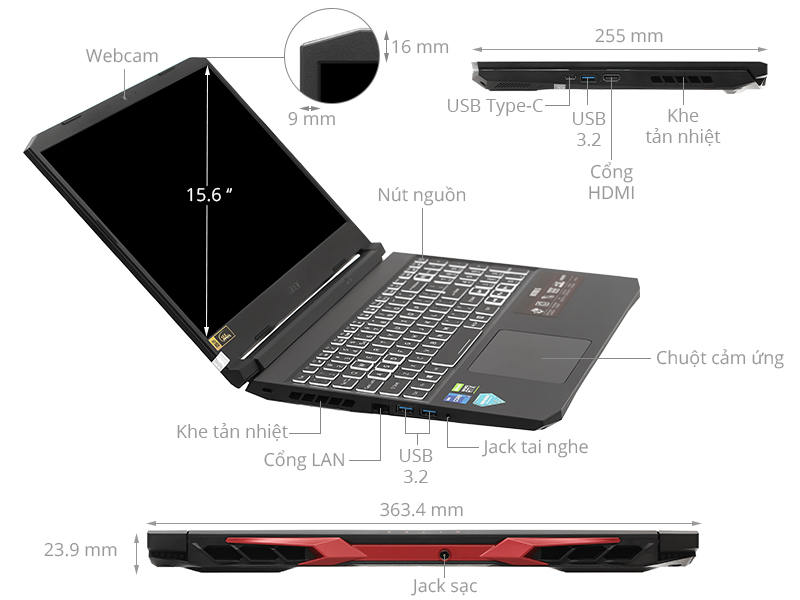 Webcam
16 mm
9 mm
255 mm
USB Type-C
USB
3.2
Cổng
HDMI
Khe
tản nhiệt
15.6 “
Nút nguồn
acer
Chuột cảm ứng
Khe tản nhiệt
Cổng LAN
USB
3.2
Jack tai nghe
363.4 mm
23.9 mm
Jack sạc